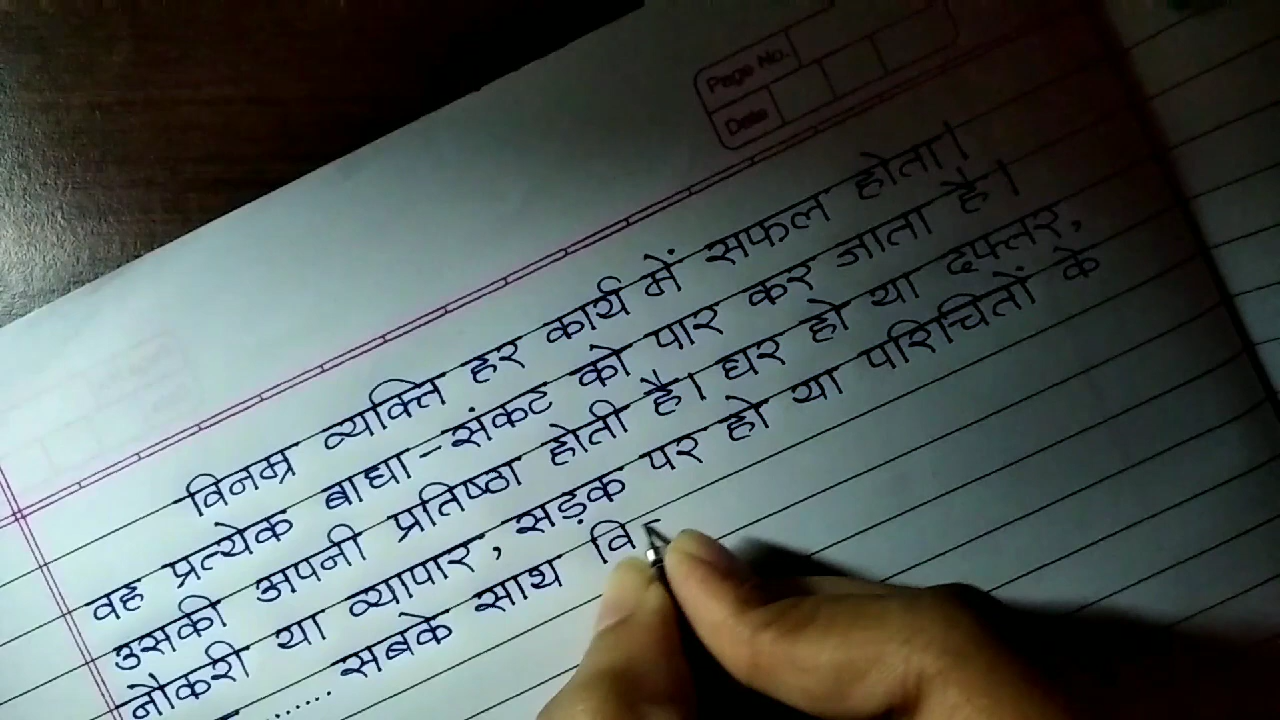 Page No.
Date
विनम्र व्यक्ति हर कार्य में सफल होता।
वह प्रत्येक बाधा-संकट को पार कर जाता है।
उसकी अपनी प्रतिष्ठा होती है। घर हो या दफ्तर,
नौकरी या व्यापार, सड़क पर हो या परिचितों के
....... सबके साथ वि